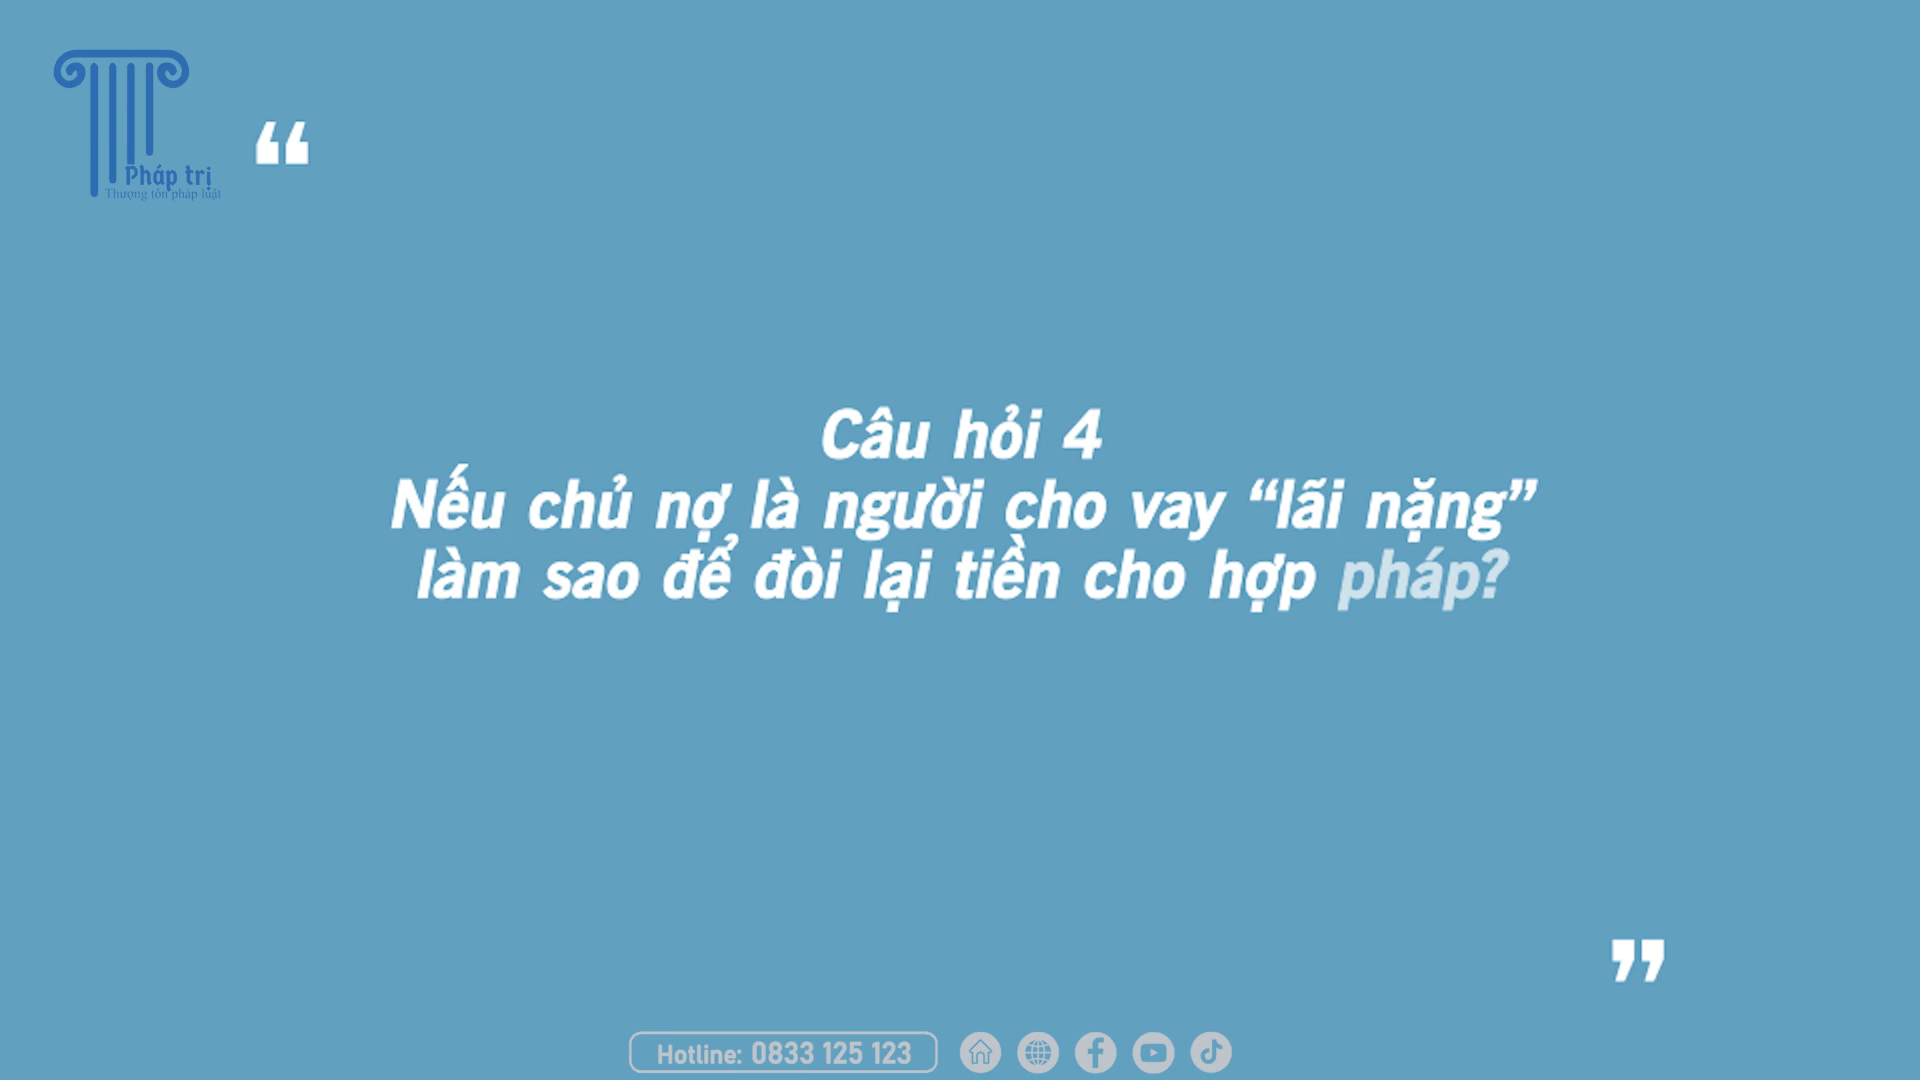 Pháp trị
Thượng tôn pháp luật
“
Câu hỏi 4
Nếu chủ nợ là người cho vay “lãi nặng”
làm sao để đòi lại tiền cho hợp pháp?
”
Hotline: 0833 125 123